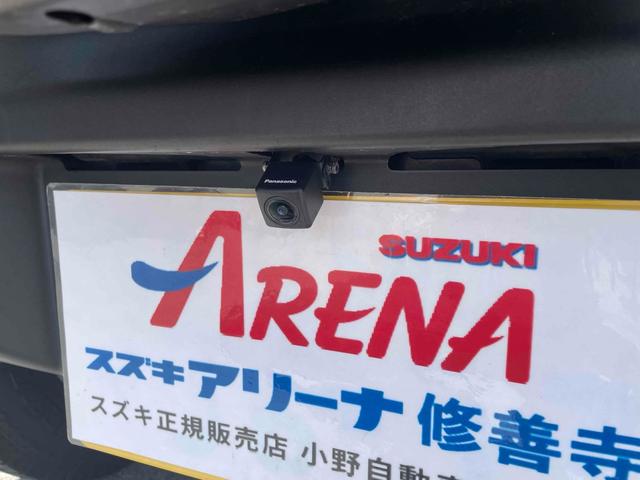 Panasonic
SUZUKI
ARENA
スズキアリーナ 修善寺
スズキ正規販売店 小野自動車